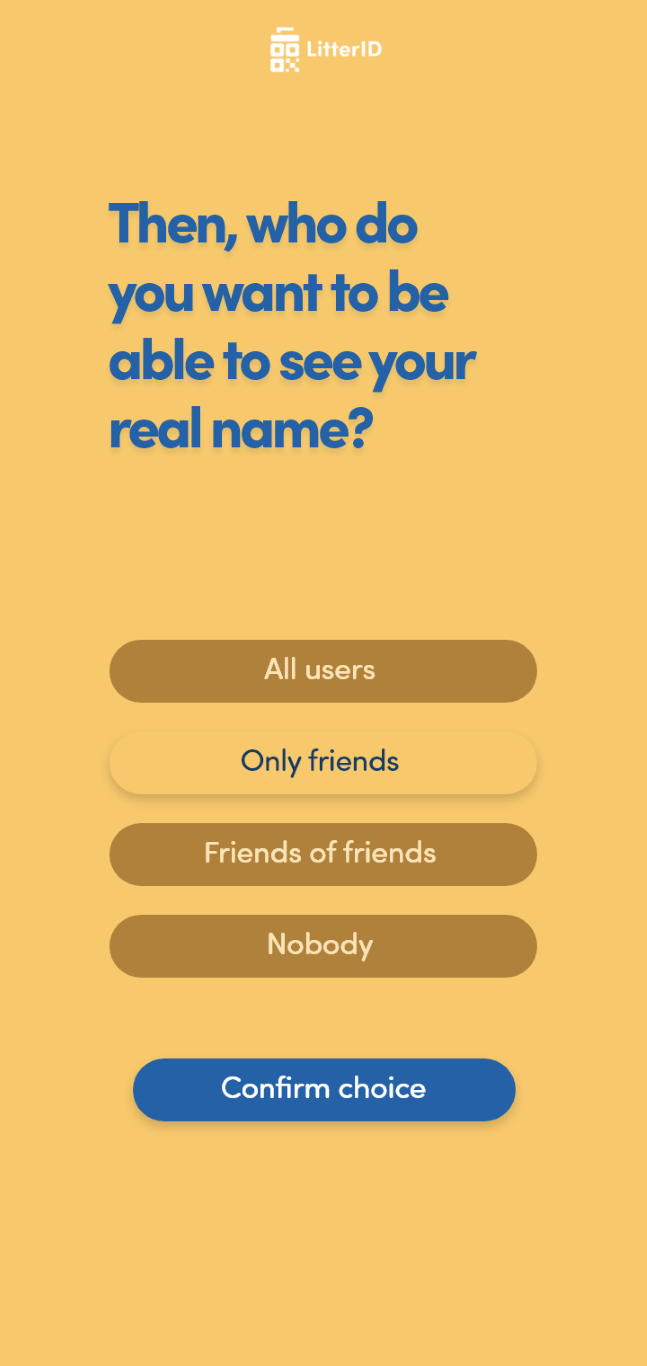 LitterID
Then, who do
you want to be
able to see your
real name?
All users
Only friends
Friends of friends
Nobody
Confirm choice